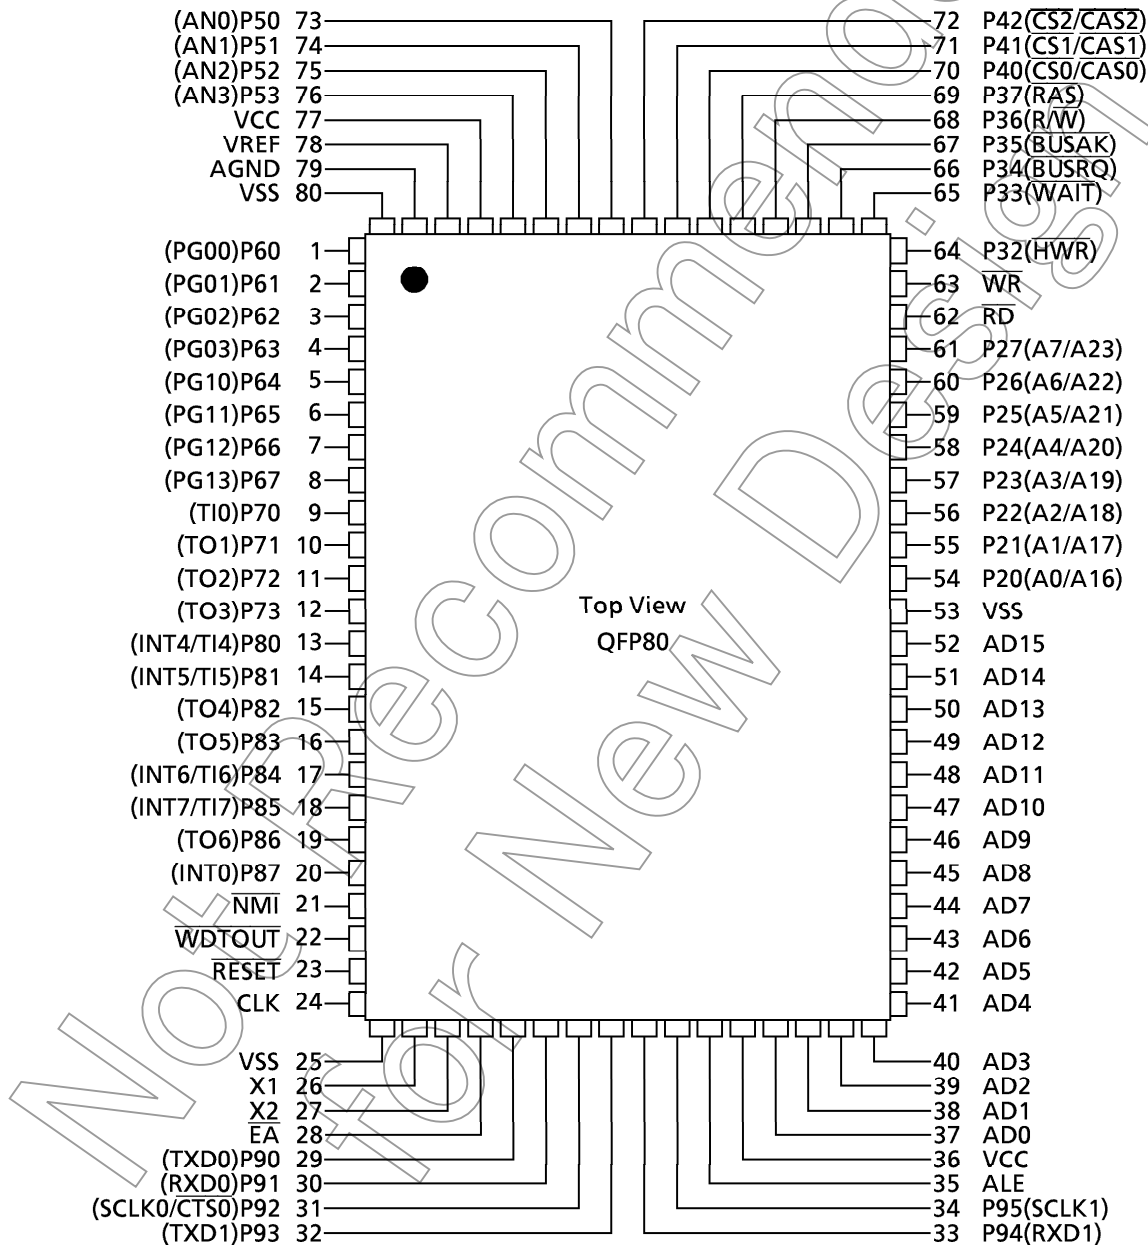 (AN0)P50 73
(AN1)P51 74
(AN2)P52 75
(AN3)P53 76
VCC 77
VREF 78
AGND 79
VSS 80
72 P42(CS2/CAS2)
71 P41(CS1/CAS1)
70 P40(CS0/CAS0)
69 P37(RAS)
68 P36(R/W)
67 P35(BUSAK)
66 P34(BUSRQ)
65 P33(WAIT)
(PG00)P60 1
(PG01)P61 2
(PG02)P62 3
(PG03)P63 4
(PG10)P64 5
(PG11)P65 6
(PG12)P66 7
(PG13)P67 8
(TI0)P70 9
(TO1)P71 10
(TO2)P72 11
(TO3)P73 12
(INT4/TI4)P80 13
(INT5/TI5)P81 14
(TO4)P82 15
(TO5)P83 16
(INT6/TI6)P84 17
(INT7/TI7)P85 18
(TO6)P86 19
(INT0)P87 20
NMI 21
WDTOUT 22
RESET 23
CLK 24
Top View
QFP80
64 P32(HWR)
63 WR
62 RD
61 P27(A7/A23)
60 P26(A6/A22)
59 P25(A5/A21)
58 P24(A4/A20)
57 P23(A3/A19)
56 P22(A2/A18)
55 P21(A1/A17)
54 P20(A0/A16)
53 VSS
52 AD15
51 AD14
50 AD13
49 AD12
48 AD11
47 AD10
46 AD9
45 AD8
44 AD7
43 AD6
42 AD5
41 AD4
VSS 25
X1 26
X2 27
EA 28
(TXD0)P90 29
(RXD0)P91 30
(SCLK0/CTS0)P92 31
(TXD1)P93 32
40 AD3
39 AD2
38 AD1
37 AD0
36 VCC
35 ALE
34 P95(SCLK1)
33 P94(RXD1)
Not Recommend
for New Design